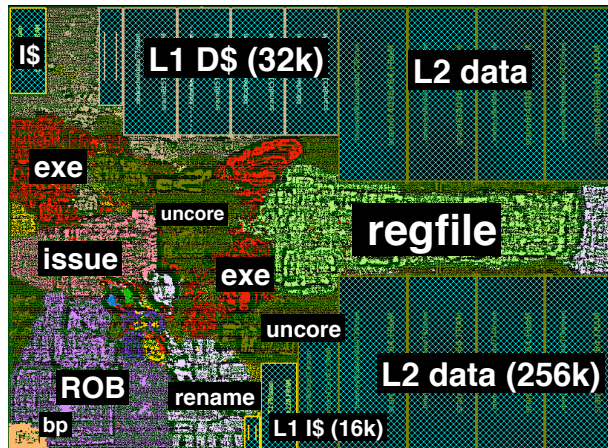 I$
L1 D$ (32k)
L2 data
exe
uncore
regfile
issue
exe
uncore
ROB
rename
L2 data (256k)
bp
L1 I$ (16k)